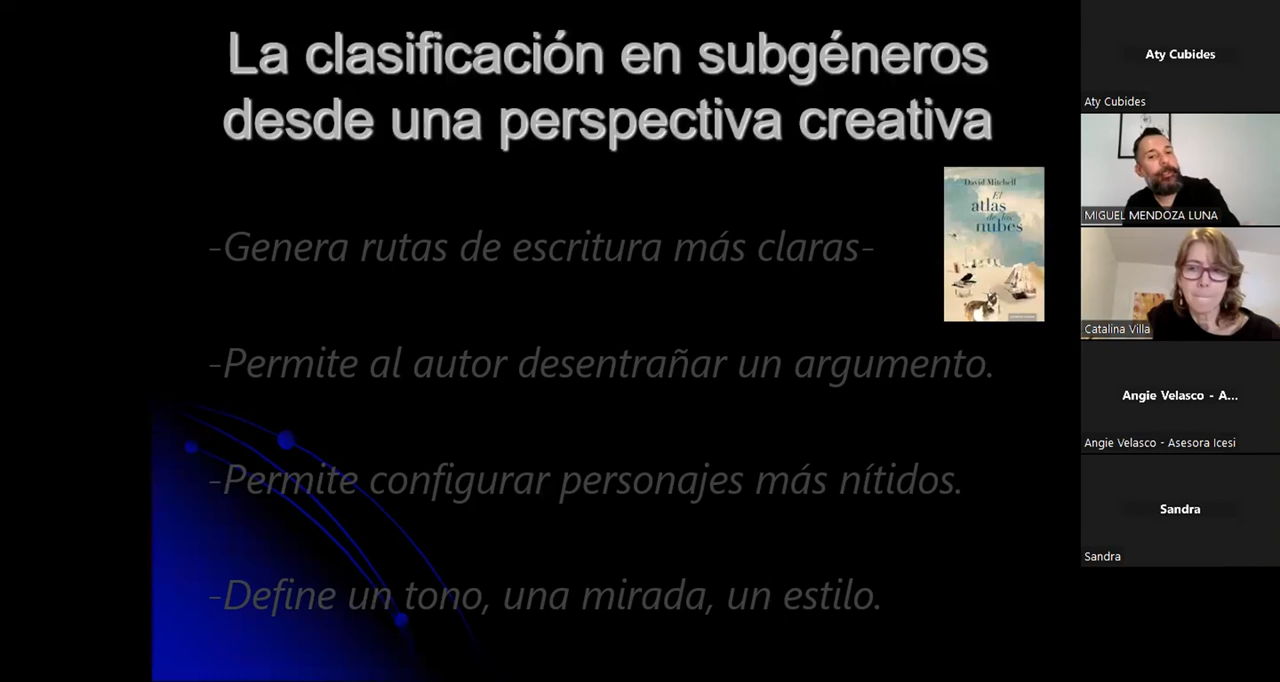 La clasificación en subgéneros
desde una perspectiva creativa
-Genera rutas de escritura más claras-
-Permite al autor desentrañar un argumento.
-Permite configurar personajes más nítidos.
-Define un tono, una mirada, un estilo.
David Mitchell
El
atlas
de las
nubes
Aty Cubides
Aty Cubides
MIGUEL MENDOZA LUNA
Catalina Villa
Angie Velasco - A...
Angie Velasco - Asesora Icesi
Sandra
Sandra